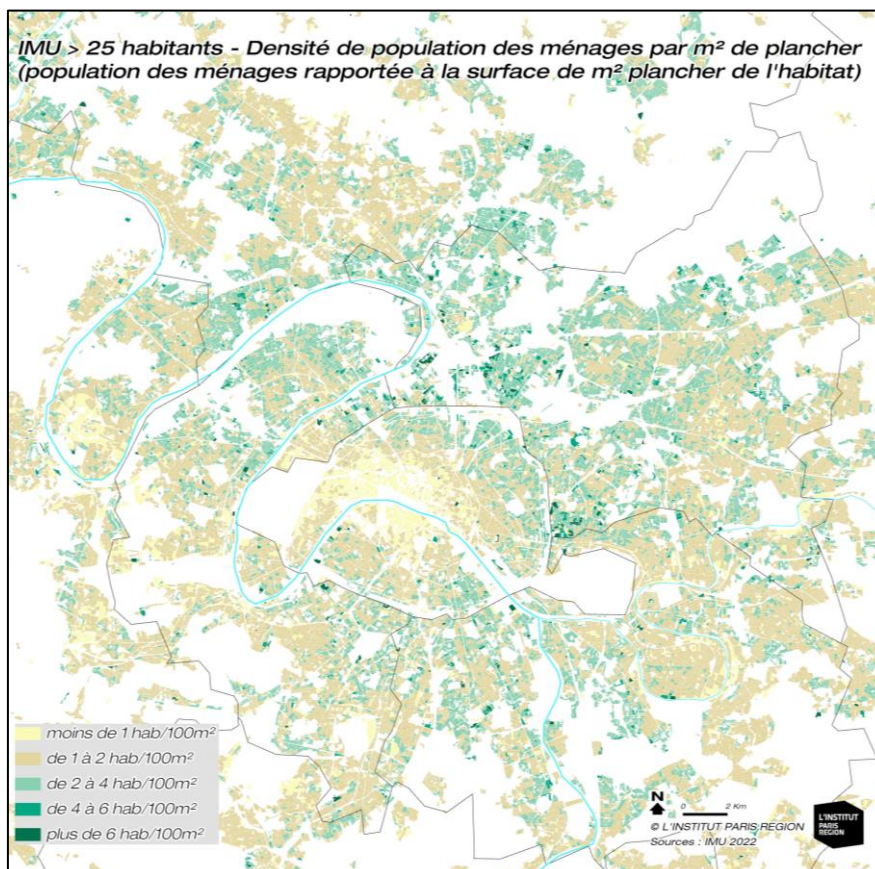 IMU > 25 habitants - Densité de population des ménages par m² de plancher
(population des ménages rapportée à la surface de m² plancher de l'habitat)
moins de 1 hab/100m²
de 1 à 2 hab/100m²
de 2 à 4 hab/100m²
de 4 à 6 hab/100m²
plus de 6 hab/100m²
N
0 2 Km
© L'INSTITUT PARIS REGION
Sources : IMU 2022
L'INSTITUT
PARIS
REGION